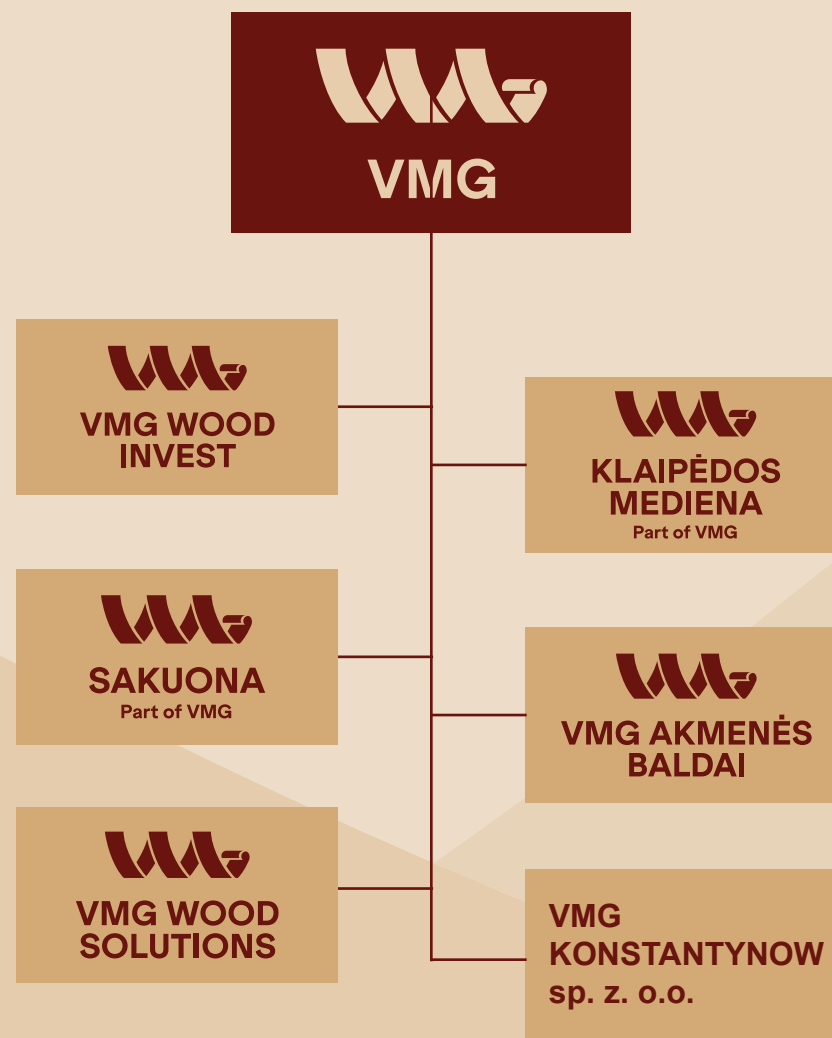 VMG
VMG WOOD
INVEST
KLAIPĖDOS
MEDIENA
Part of VMG
SAKUONA
Part of VMG
VMG AKMENĖS
BALDAI
VMG WOOD
SOLUTIONS
VMG
KONSTANTYNOW
sp. z. o.o.